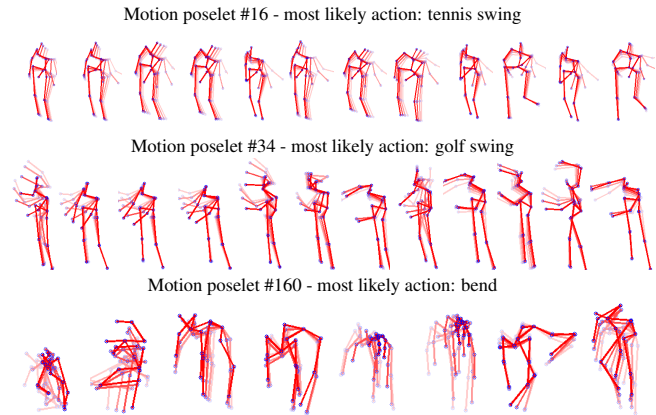 Motion poselet #16 - most likely action: tennis swing
Motion poselet #34 - most likely action: golf swing
Motion poselet #160 - most likely action: bend